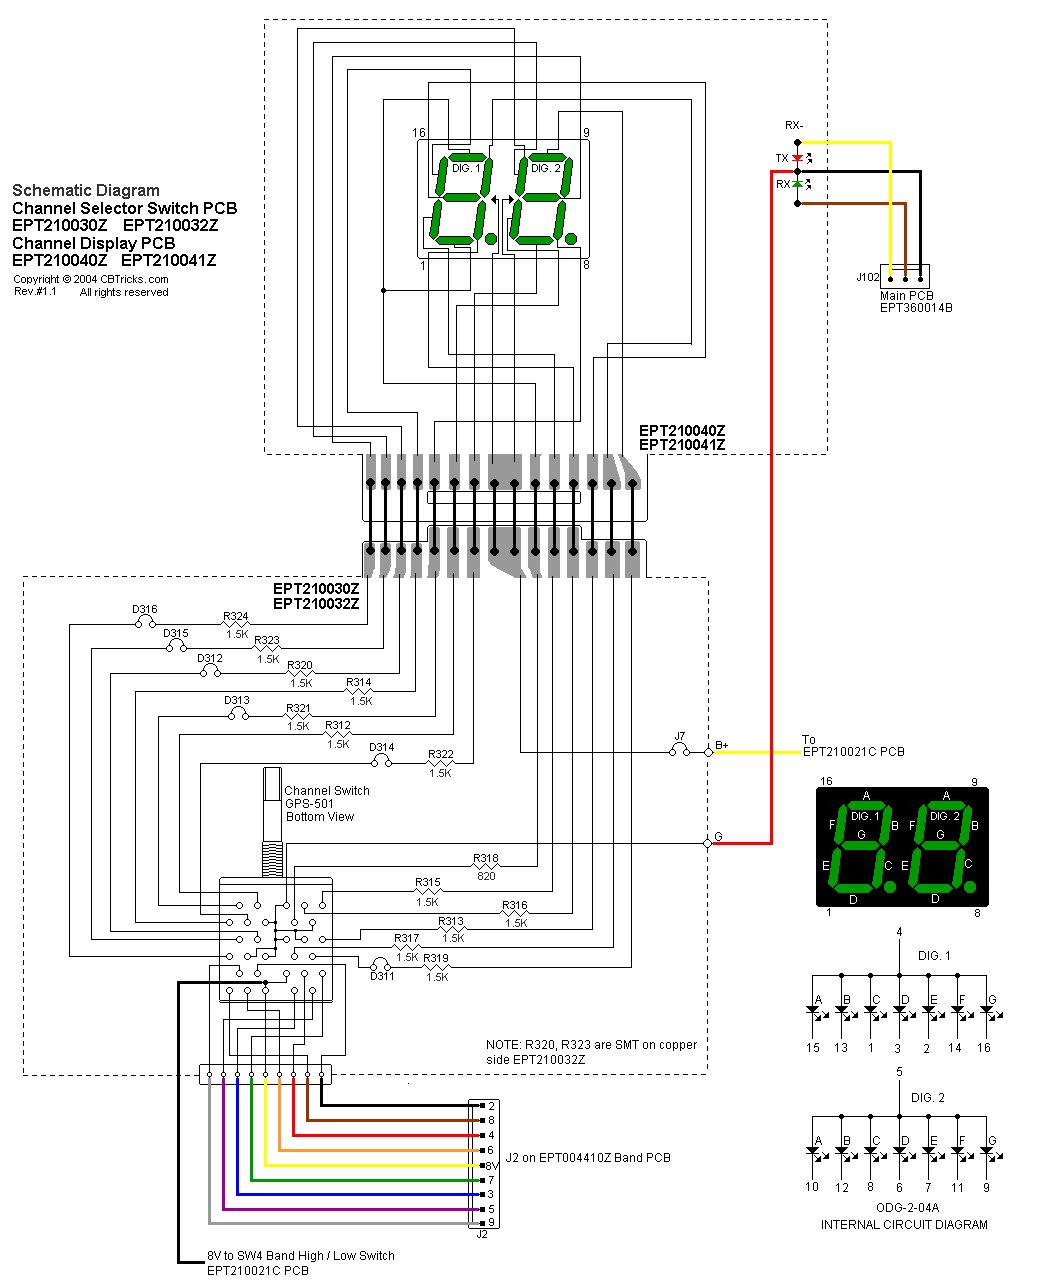 RX-
TX
RX
16
9
DIG. 1
DIG. 2
1
8
Schematic Diagram
Channel Selector Switch PCB
EPT210030Z EPT210032Z
Channel Display PCB
EPT210040Z EPT210041Z
Copyright © 2004 CBTricks.com
Rev.#1.1 All rights reserved
J102
Main PCB
EPT360014B
EPT210040Z
EPT210041Z
EPT210030Z
EPT210032Z
D316
R324
1.5K
D315
R323
1.5K
D312
R320
1.5K
R314
1.5K
D313
R321
1.5K
R312
1.5K
D314
R322
1.5K
J7
B+
To
EPT210021C PCB
Channel Switch
GPS-501
Bottom View
G
R318
820
R315
1.5K
R316
1.5K
R313
1.5K
R317
1.5K
D311
R319
1.5K
16
9
A
A
F
DIG. 1
B
F
DIG. 2
B
G
G
E
C
E
C
D
D
1
8
4
DIG. 1
A B C D E F G
15 13 1 3 2 14 16
NOTE: R320, R323 are SMT on copper
side EPT210032Z
5
DIG. 2
A B C D E F G
10 12 8 6 7 11 9
ODG-2-04A
INTERNAL CIRCUIT DIAGRAM
2
8
4
6
8V
7
3
5
9
J2 on EPT004410Z Band PCB
J2
8V to SW4 Band High / Low Switch
EPT210021C PCB